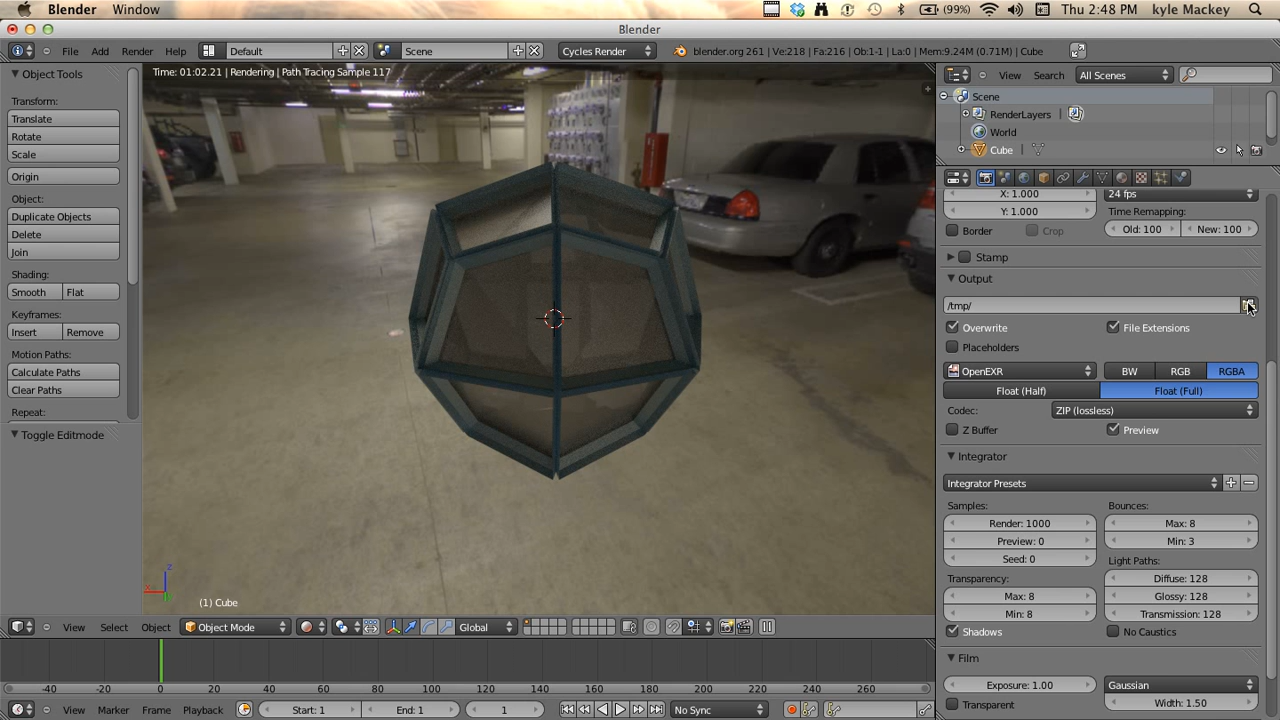 Blender Window (99%) Thu 2:48 PM kyle Mackey
Blender
File Add Render Help Default Scene Cycles Render blender.org 261 | Ve:218 | Fa:216 | Ob:1-1 | La:0 | Mem:9.24M (0.71M) | Cube
Object Tools
Transform:
Translate
Rotate
Scale
Origin
Object:
Duplicate Objects
Delete
Join
Shading:
Smooth Flat
Keyframes:
Insert Remove
Motion Paths:
Calculate Paths
Clear Paths
Repeat:
Toggle Editmode
Time: 01:02.21 | Rendering | Path Tracing Sample 117
z
(1) Cube
View Select Object Object Mode Global
-40 -20 0 20 40 60 80 100 120 140 160 180 200 220 240 260
View Marker Frame Playback Start: 1 End: 1 1 No Sync
View Search All Scenes
Scene
RenderLayers
World
Cube
X: 1.000 24 fps
Y: 1.000 Time Remapping:
Border Crop Old: 100 New: 100
Stamp
Output
/tmp/
Overwrite File Extensions
Placeholders
OpenEXR BW RGB RGBA
Float (Half) Float (Full)
Codec: ZIP (lossless)
Z Buffer Preview
Integrator
Integrator Presets
Samples: Bounces:
Render: 1000 Max: 8
Preview: 0 Min: 3
Seed: 0 Light Paths:
Transparency: Diffuse: 128
Max: 8 Glossy: 128
Min: 8 Transmission: 128
Shadows No Caustics
Film
Exposure: 1.00 Gaussian
Transparent Width: 1.50